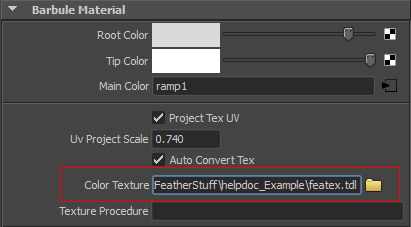 Barbule Material
Root Color
Tip Color
Main Color ramp1
Project Tex UV
Uv Project Scale 0.740
Auto Convert Tex
Color Texture FeatherStuff\helpdoc_Example\featex.tdl
Texture Procedure